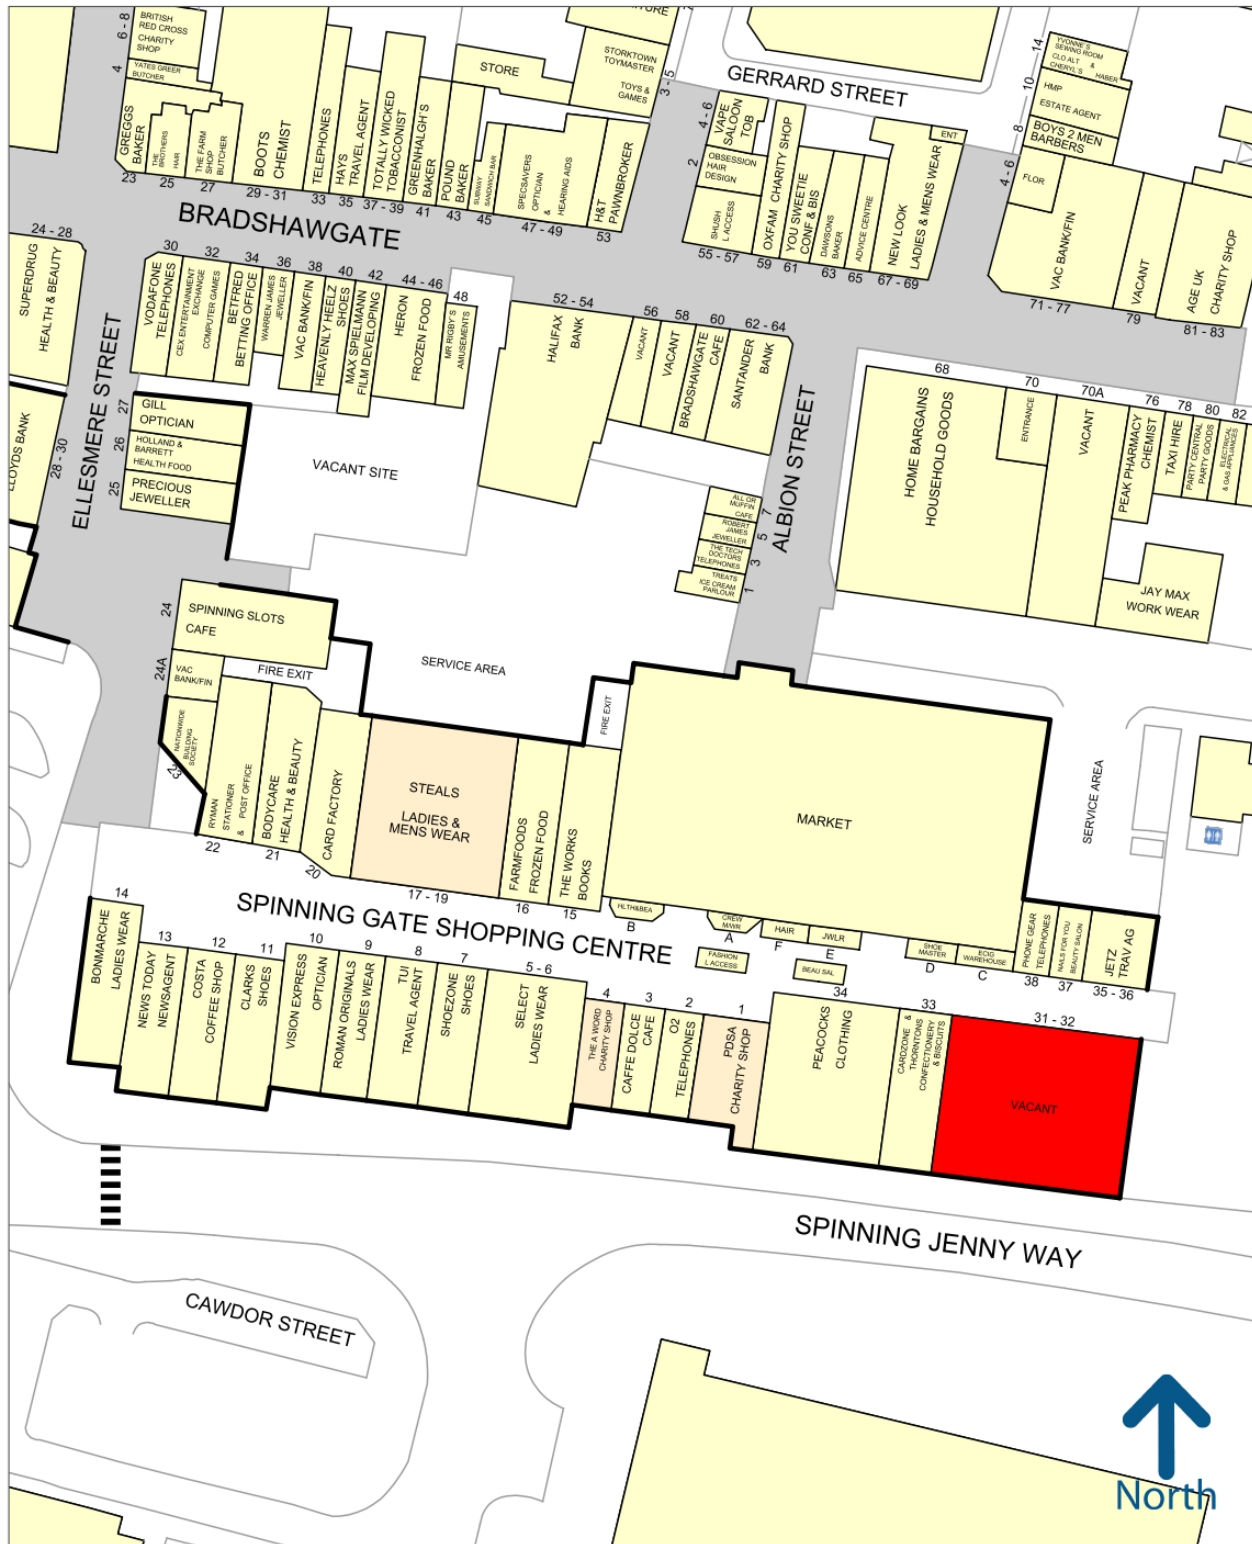 6 - 8
BRITISH
RED CROSS
CHARITY
SHOP
4
YATES GREER
BUTCHER
GREGGS
BAKER
23
THE
BROTHERS
HAIR
25
THE FARM
SHOP
BUTCHER
27
BOOTS
CHEMIST
29 - 31
TELEPHONES
33
HAYS
TRAVEL AGENT
35
TOTALLY WICKED
TOBACCONIST
37 - 39
GREENHALGH'S
BAKER
41
POUND
BAKER
43
SUBWAY
SANDWICH BAR
45
STORE
SPECSAVERS
OPTICIAN
&
HEARING AIDS
47 - 49
H&T
PAWNBROKER
53
STORKTOWN
TOYMASTER
TOYS &
GAMES
3 - 5
GERRARD STREET
4 - 6
VAPE
SALOON
TOB
2
OBSESSION
HAIR
DESIGN
SHUSH
L ACCESS
55 - 57
OXFAM CHARITY SHOP
59
YOU SWEETIE
CONF & BIS
61
DAWSONS
BAKER
63
ADVICE CENTRE
65
NEW LOOK
LADIES & MENS WEAR
67 - 69
ENT
14
YVONNE'S
SEWING ROOM
&
CLO ALT
CHERYL'S
HABER
10
HMP
ESTATE AGENT
8
BOYS 2 MEN
BARBERS
4 - 6
FLOR
VAC BANK/FIN
71 - 77
VACANT
79
AGE UK
CHARITY SHOP
81 - 83
BRADSHAWGATE
24 - 28
SUPERDRUG
HEALTH & BEAUTY
ELLESMERE STREET
LLOYDS BANK
28 - 30
30
VODAFONE
TELEPHONES
32
CEX ENTERTAINMENT
EXCHANGE
COMPUTER GAMES
34
BETFRED
BETTING OFFICE
36
WARREN JAMES
JEWELLER
38
VAC BANK/FIN
40
HEAVENLY HEELZ
SHOES
42
MAX SPIELMANN
FILM DEVELOPING
44 - 46
HERON
FROZEN FOOD
48
MR RIGBY'S
AMUSEMENTS
52 - 54
HALIFAX
BANK
56
VACANT
58
VACANT
60
BRADSHAWGATE
CAFE
62 - 64
SANTANDER
BANK
ALBION STREET
68
HOME BARGAINS
HOUSEHOLD GOODS
70
ENTRANCE
70A
VACANT
76
PEAK PHARMACY
CHEMIST
78
TAXI HIRE
80
PARTY CENTRAL
PARTY GOODS
82
ELECTRICAL
& GAS APPLIANCES
27
GILL
OPTICIAN
26
HOLLAND &
BARRETT
HEALTH FOOD
25
PRECIOUS
JEWELLER
VACANT SITE
ALL OR
MUFFIN
CAFE
7
ROBERT
JAMES
JEWELLER
5
THE TECH
DOCTORS
TELEPHONES
3
TREATS
ICE CREAM
PARLOUR
1
JAY MAX
WORK WEAR
24
SPINNING SLOTS
CAFE
24A
VAC
BANK/FIN
FIRE EXIT
SERVICE AREA
FIRE EXIT
NATIONWIDE
BUILDING
SOCIETY
23
RYMAN
STATIONER
& POST OFFICE
22
BODYCARE
HEALTH & BEAUTY
21
CARD FACTORY
20
STEALS
LADIES &
MENS WEAR
17 - 19
FARMFOODS
FROZEN FOOD
16
THE WORKS
BOOKS
15
MARKET
SERVICE AREA
SPINNING GATE SHOPPING CENTRE
HLTH&BEA
B
CREW
M/WR
A
HAIR
F
JWLR
E
FASHION
L ACCESS
BEAU SAL
SHOE
MASTER
D
ECIG
WAREHOUSE
C
PHONE GEAR
TELEPHONES
38
NAILS FOR YOU
BEAUTY SALON
37
JETZ
TRAV AG
35 - 36
14
BONMARCHE
LADIES WEAR
13
NEWS TODAY
NEWSAGENT
12
COSTA
COFFEE SHOP
11
CLARKS
SHOES
10
VISION EXPRESS
OPTICIAN
9
ROMAN ORIGINALS
LADIES WEAR
8
TUI
TRAVEL AGENT
7
SHOEZONE
SHOES
5 - 6
SELECT
LADIES WEAR
4
THE A WORD
CHARITY SHOP
3
CAFFE DOLCE
CAFE
2
O2
TELEPHONES
1
PDSA
CHARITY SHOP
34
PEACOCKS
CLOTHING
33
CARDZONE &
THORNTONS
CONFECTIONERY
& BISCUITS
31 - 32
VACANT
SPINNING JENNY WAY
CAWDOR STREET
North